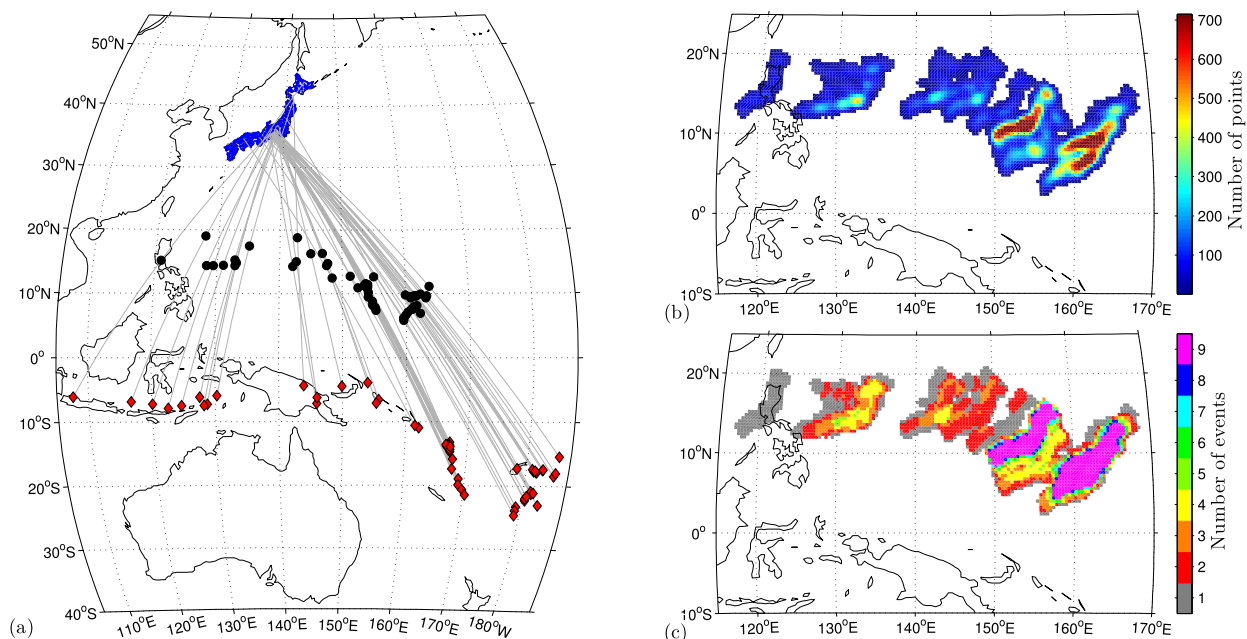 50°N
40°N
30°N
20°N
10°N
0°
10°S
20°S
30°S
40°S
110°E
120°E
130°E
140°E
150°E
160°E
170°E
180°W
(a)
20°N
10°N
0°
10°S
120°E
130°E
140°E
150°E
160°E
170°E
(b)
700
600
500
400
300
200
100
Number of points
20°N
10°N
0°
10°S
120°E
130°E
140°E
150°E
160°E
170°E
(c)
9
8
7
6
5
4
3
2
1
Number of events